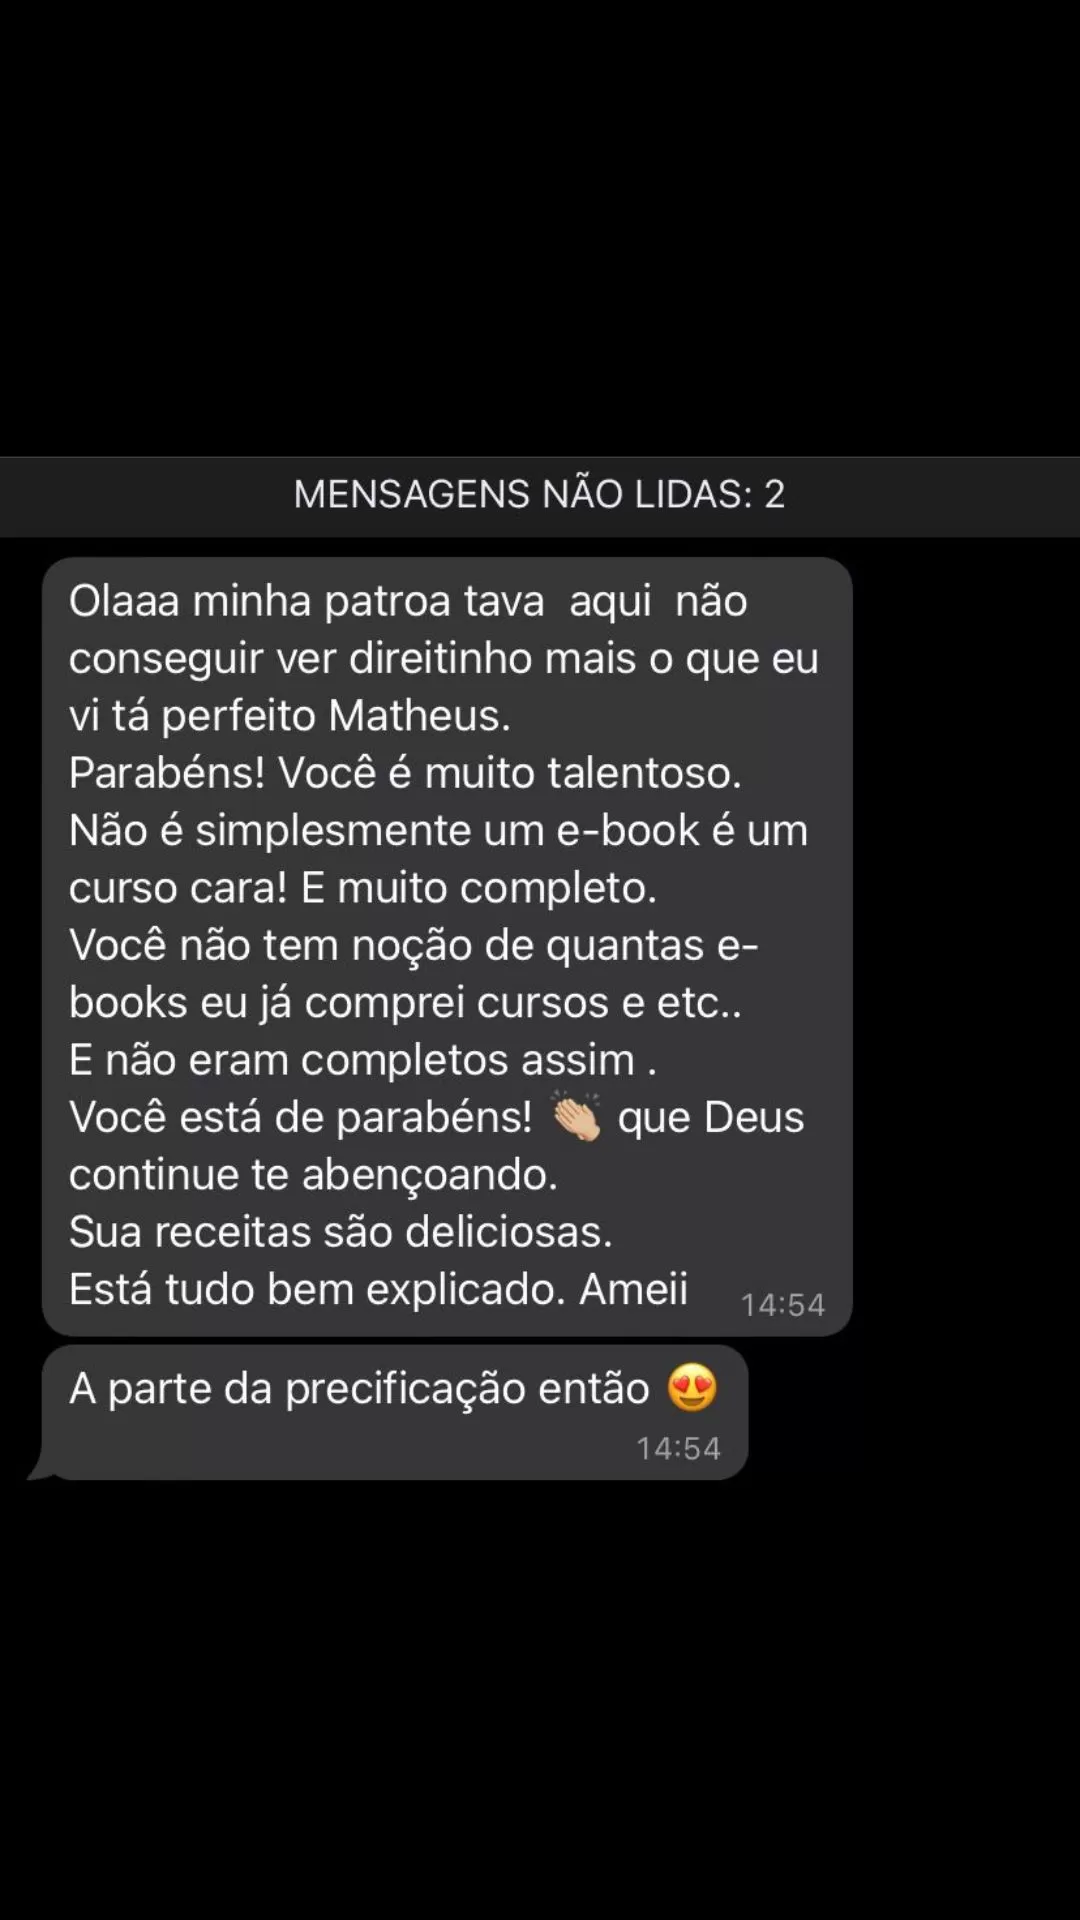 MENSAGENS NÃO LIDAS: 2
Olaaa minha patroa tava  aqui  não
conseguir ver direitinho mais o que eu
vi tá perfeito Matheus.
Parabéns! Você é muito talentoso.
Não é simplesmente um e-book é um
curso cara! E muito completo.
Você não tem noção de quantas e-
books eu já comprei cursos e etc..
E não eram completos assim .
Você está de parabéns! 👏🏼 que Deus
continue te abençoando.
Sua receitas são deliciosas.
Está tudo bem explicado. Ameii 14:54
A parte da precificação então 😍
14:54